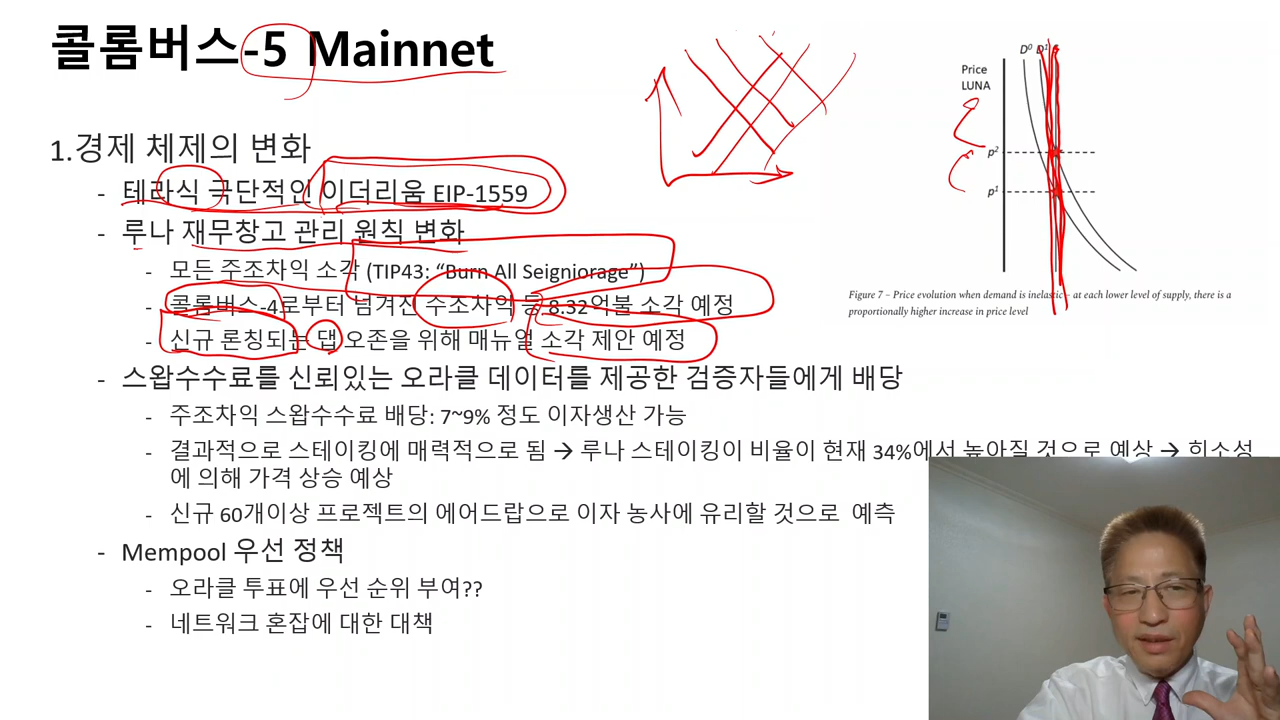 콜롬버스-5 Mainnet
1.경제 체제의 변화
- 테라식 극단적인 이더리움 EIP-1559
- 루나 재무창고 관리 원칙 변화
- 모든 주조차익 소각 (TIP43: “Burn All Seigniorage”)
- 콜롬버스-4로부터 넘겨진 주조차익 등 8.32억불 소각 예정
- 신규 론칭되는 댑 오존을 위해 매뉴얼 소각 제안 예정
- 스왑수수료를 신뢰있는 오라클 데이터를 제공한 검증자들에게 배당
- 주조차익 스왑수수료 배당: 7~9% 정도 이자생산 가능
- 결과적으로 스테이킹에 매력적으로 됨 → 루나 스테이킹이 비율이 현재 34%에서 높아질 것으로 예상 → 희소성
에 의해 가격 상승 예상
- 신규 60개이상 프로젝트의 에어드랍으로 이자 농사에 유리할 것으로 예측
- Mempool 우선 정책
- 오라클 투표에 우선 순위 부여??
- 네트워크 혼잡에 대한 대책
D⁰ D¹ S
Price
LUNA
p²
p¹
Figure 7 – Price evolution when demand is inelastic – at each lower level of supply, there is a
proportionally higher increase in price level